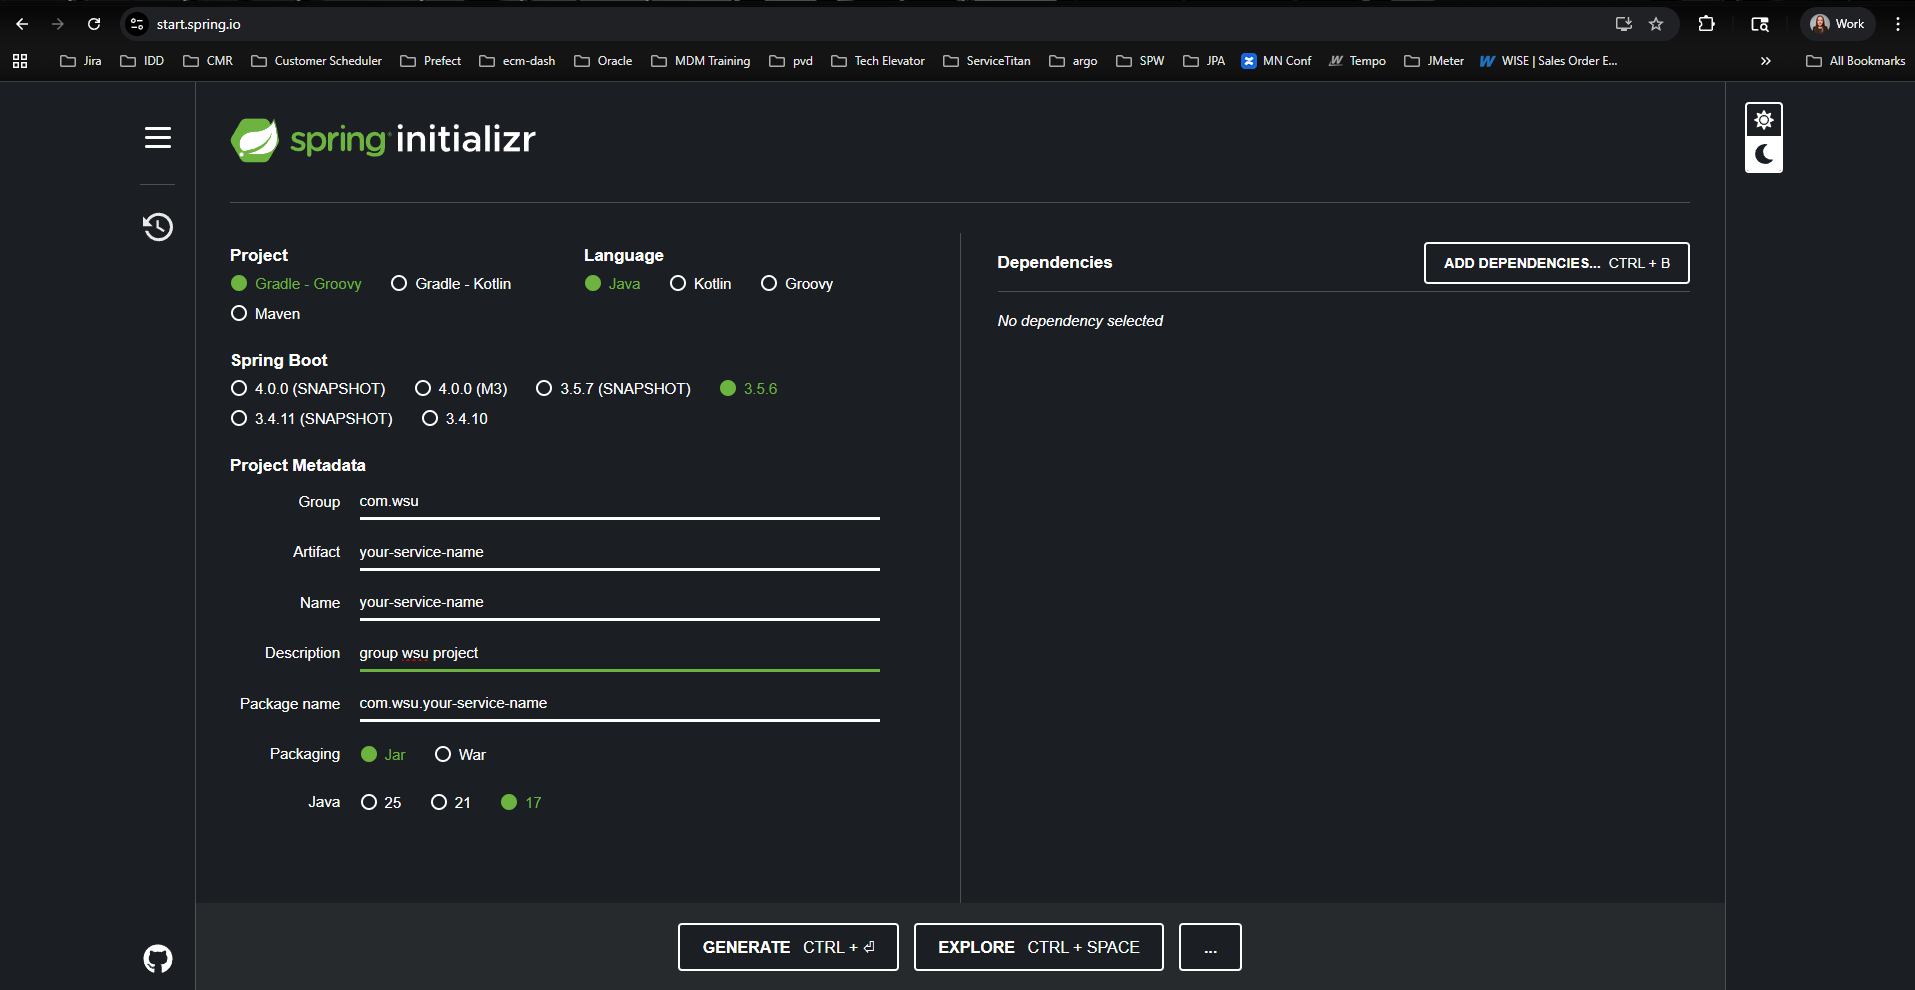 start.spring.io
Work
Jira IDD CMR Customer Scheduler Prefect ecm-dash Oracle MDM Training pvd Tech Elevator ServiceTitan argo SPW JPA MN Conf Tempo JMeter WISE | Sales Order E... » All Bookmarks
spring initializr
Project
Gradle - Groovy Gradle - Kotlin
Maven
Language
Java Kotlin Groovy
Spring Boot
4.0.0 (SNAPSHOT) 4.0.0 (M3) 3.5.7 (SNAPSHOT) 3.5.6
3.4.11 (SNAPSHOT) 3.4.10
Project Metadata
Group com.wsu
Artifact your-service-name
Name your-service-name
Description group wsu project
Package name com.wsu.your-service-name
Packaging Jar War
Java 25 21 17
Dependencies
ADD DEPENDENCIES... CTRL + B
No dependency selected
GENERATE CTRL + ⏎
EXPLORE CTRL + SPACE
...